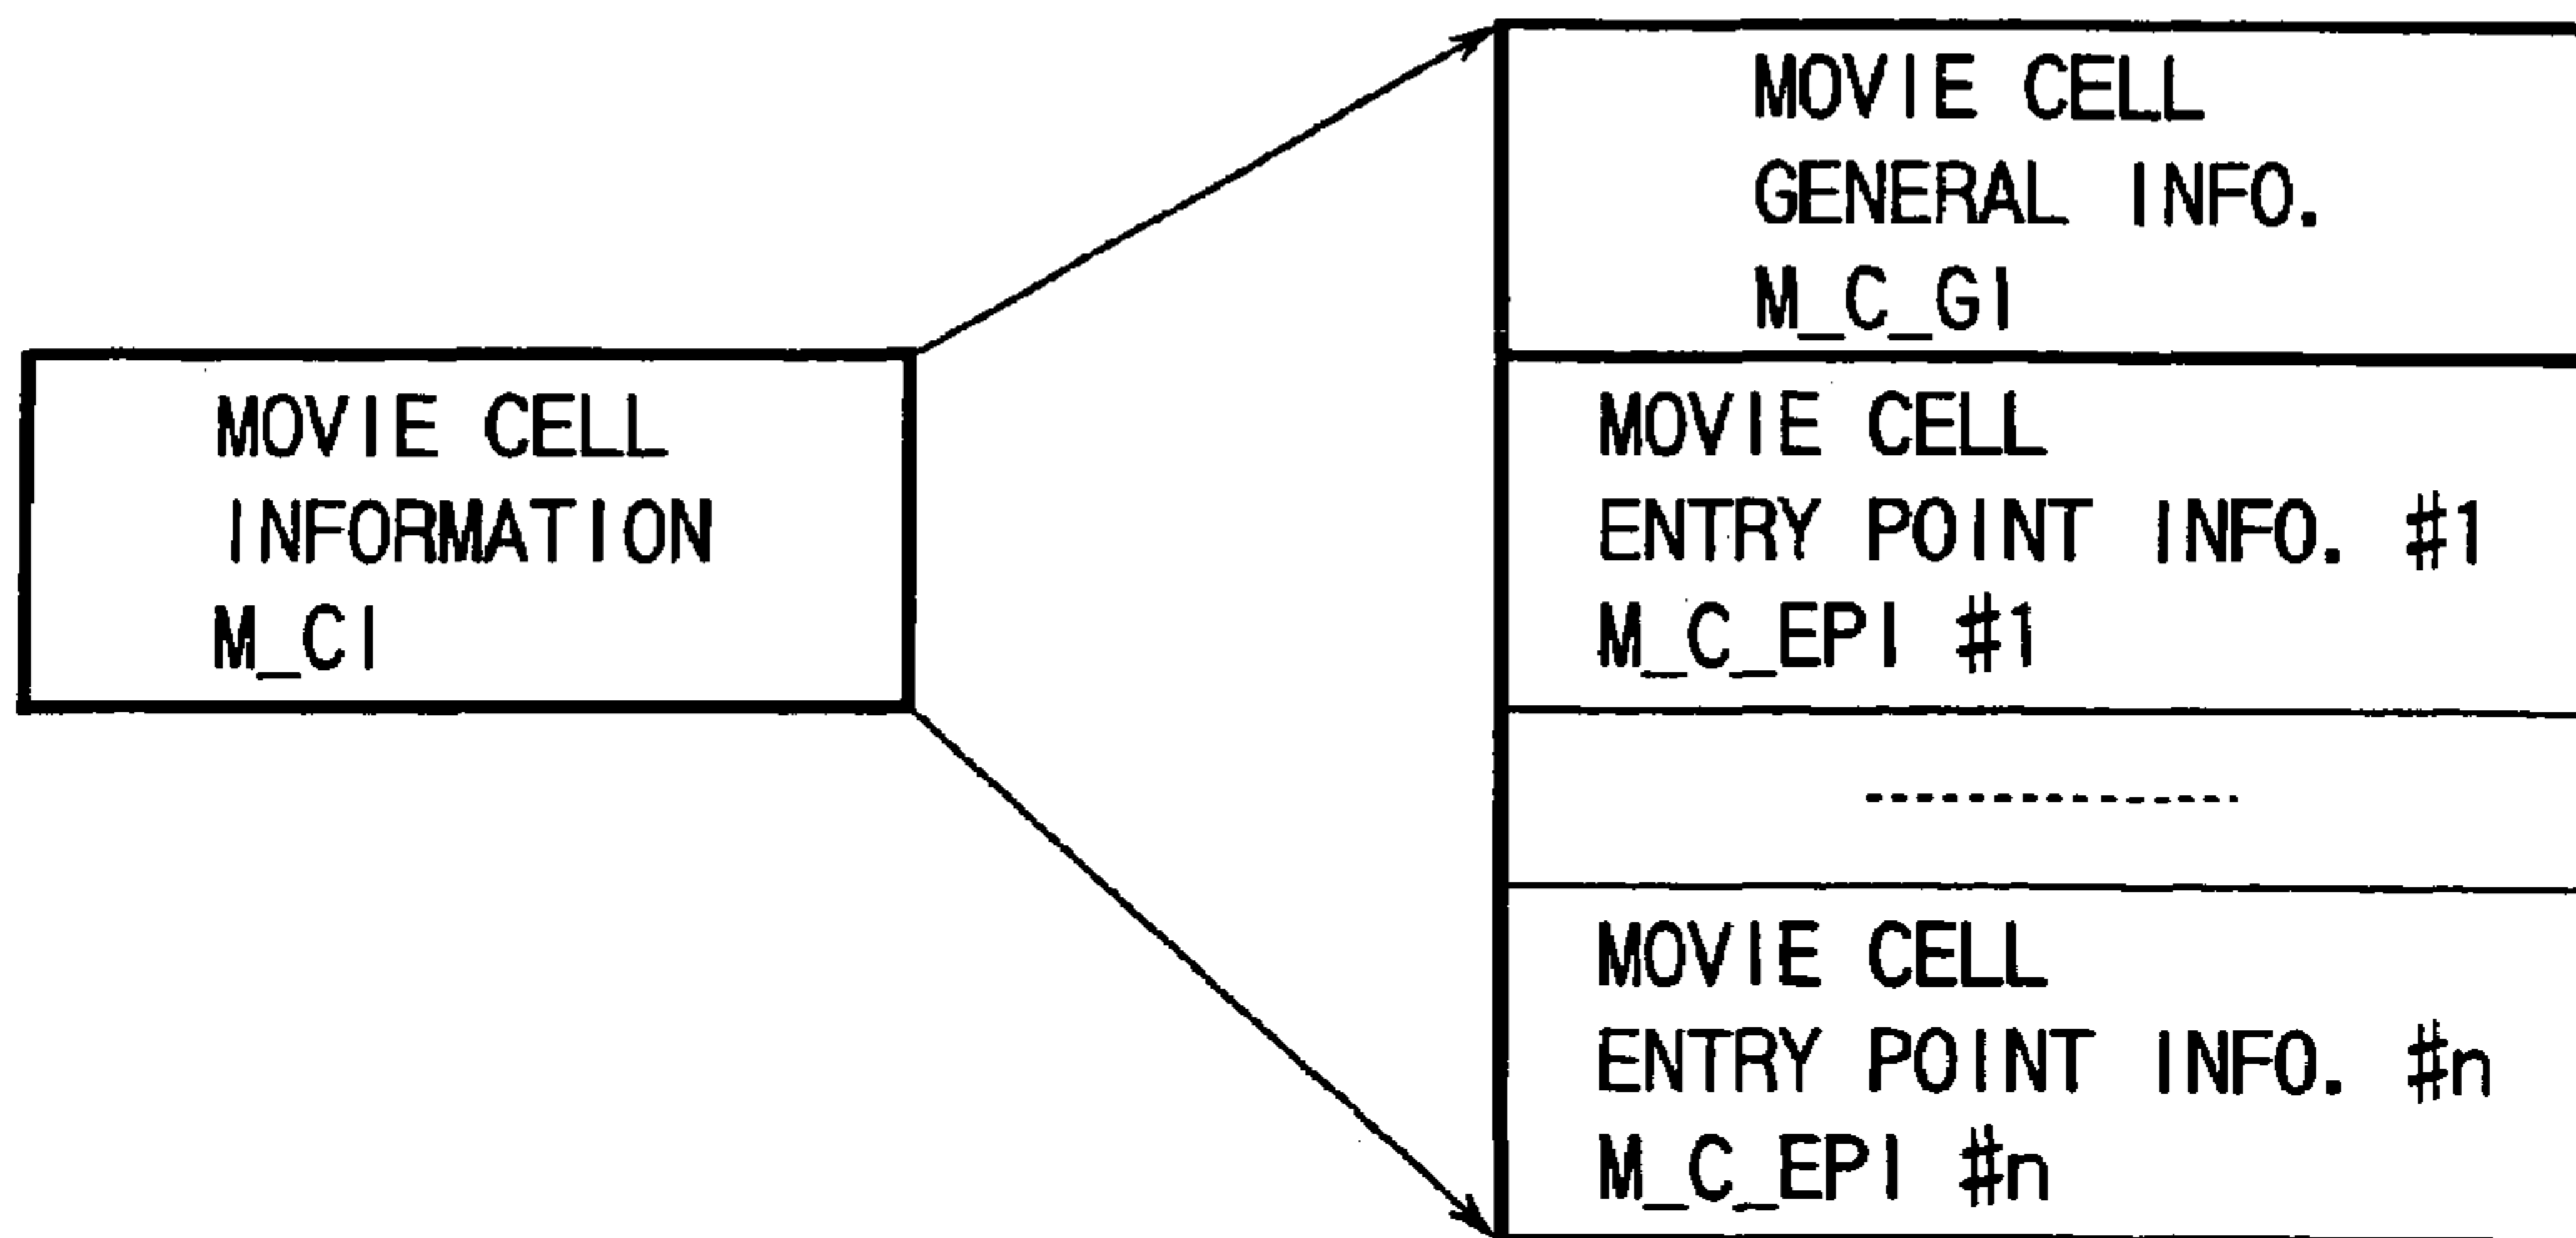 MOVIE CELL
INFORMATION
M_CI
MOVIE CELL
GENERAL INFO.
M_C_GI
MOVIE CELL
ENTRY POINT INFO. #1
M_C_EPI #1
MOVIE CELL
ENTRY POINT INFO. #n
M_C_EPI #n